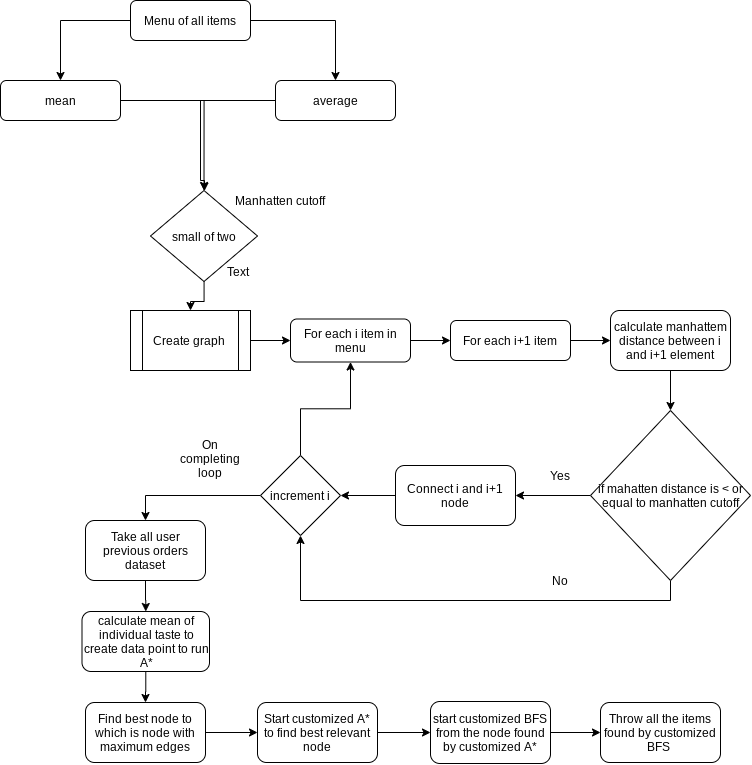 Menu of all items
mean
average
Manhatten cutoff
small of two
Text
Create graph
For each i item in
menu
For each i+1 item
calculate manhattem
distance between i
and i+1 element
On
completing
loop
increment i
Connect i and i+1
node
Yes
if mahatten distance is < or
equal to manhatten cutoff
No
Take all user
previous orders
dataset
calculate mean of
individual taste to
create data point to run
A*
Find best node to
which is node with
maximum edges
Start customized A*
to find best relevant
node
start customized BFS
from the node found
by customized A*
Throw all the items
found by customized
BFS